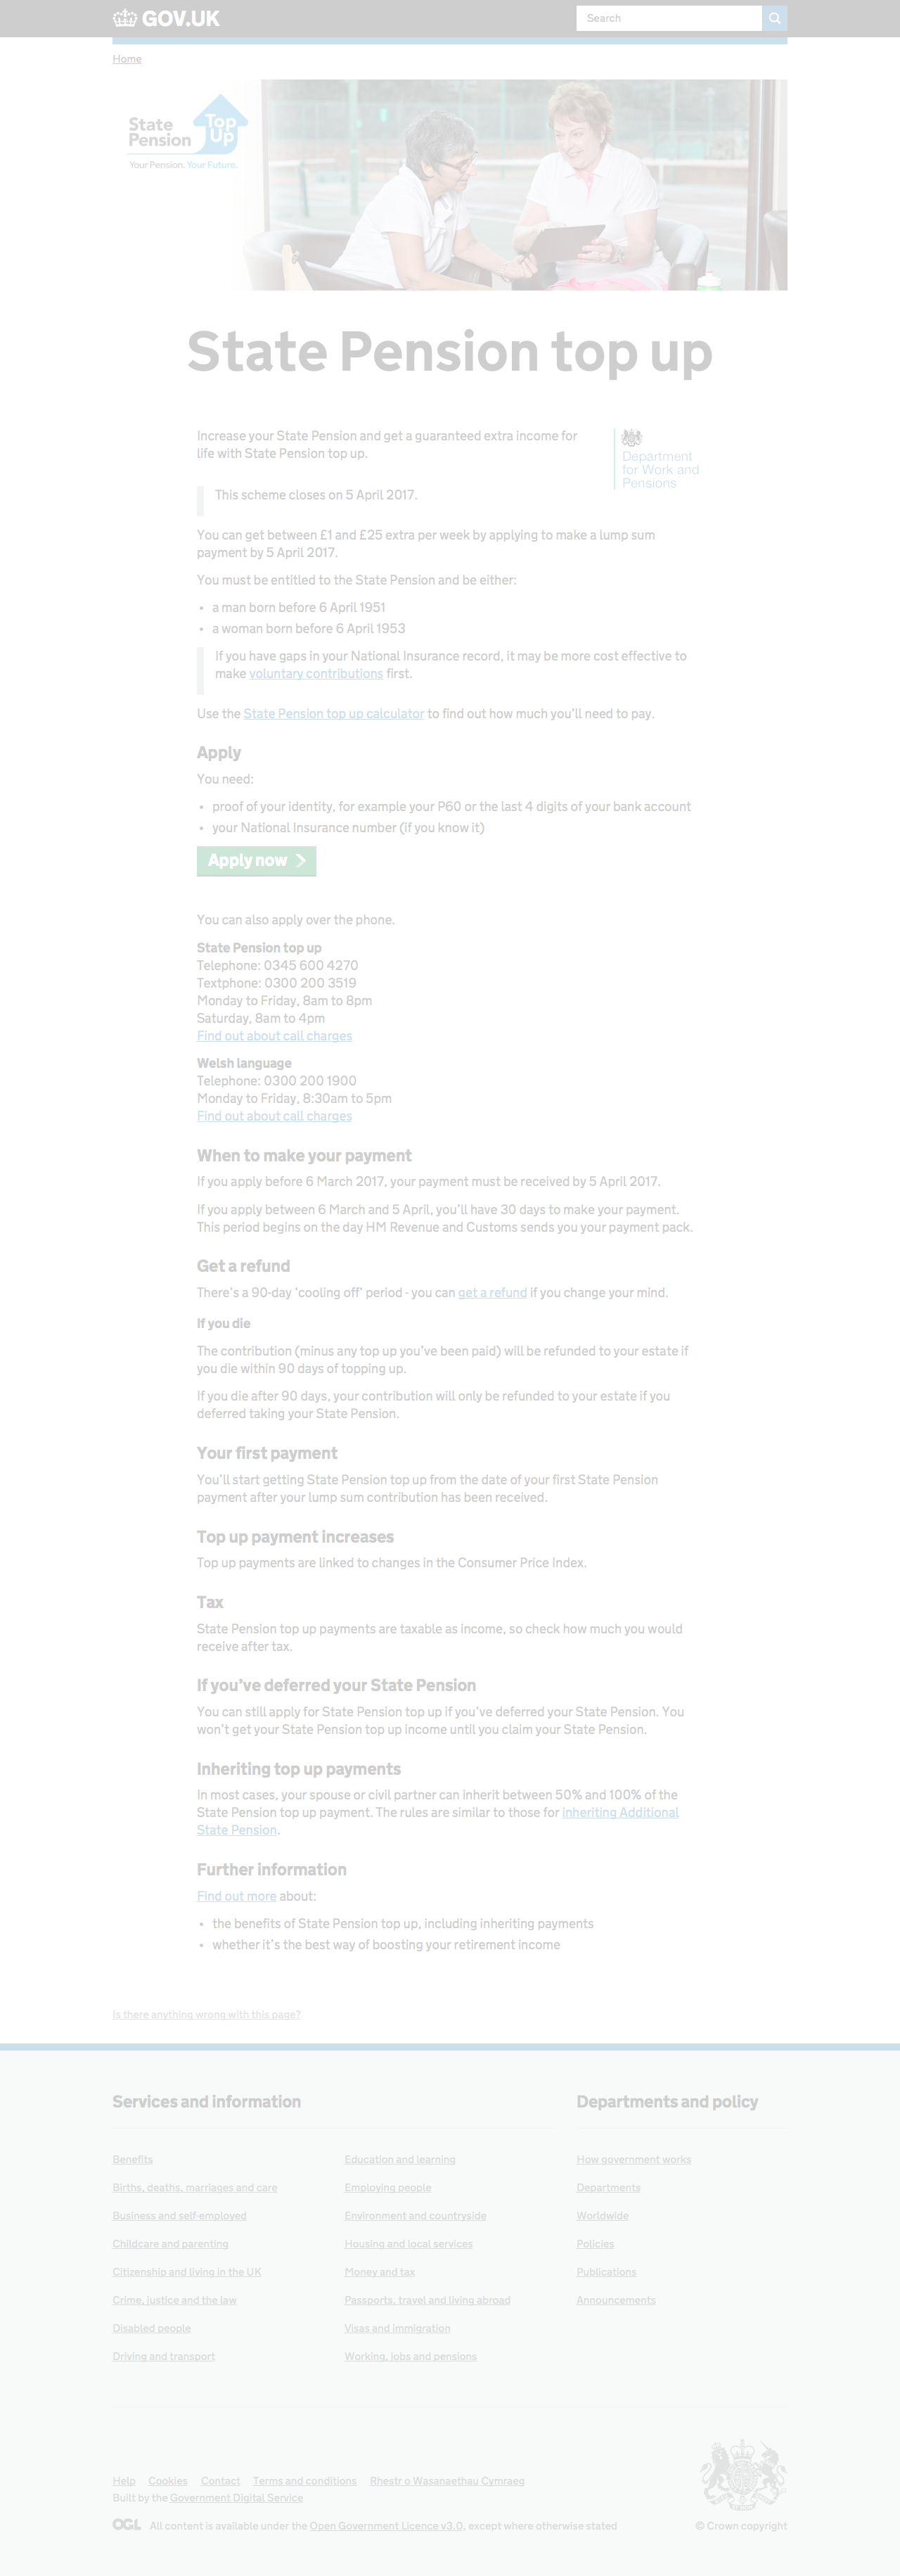 GOV.UK
Search
Home
State
Pension
Top
Up
Your Pension. Your Future.
State Pension top up
Increase your State Pension and get a guaranteed extra income for
life with State Pension top up.
Department
for Work and
Pensions
This scheme closes on 5 April 2017.
You can get between £1 and £25 extra per week by applying to make a lump sum
payment by 5 April 2017.
You must be entitled to the State Pension and be either:
• a man born before 6 April 1951
• a woman born before 6 April 1953
If you have gaps in your National Insurance record, it may be more cost effective to
make voluntary contributions first.
Use the State Pension top up calculator to find out how much you'll need to pay.
Apply
You need:
• proof of your identity, for example your P60 or the last 4 digits of your bank account
• your National Insurance number (if you know it)
Apply now
You can also apply over the phone.
State Pension top up
Telephone: 0345 600 4270
Textphone: 0300 200 3519
Monday to Friday, 8am to 8pm
Saturday, 8am to 4pm
Find out about call charges
Welsh language
Telephone: 0300 200 1900
Monday to Friday, 8:30am to 5pm
Find out about call charges
When to make your payment
If you apply before 6 March 2017, your payment must be received by 5 April 2017.
If you apply between 6 March and 5 April, you'll have 30 days to make your payment.
This period begins on the day HM Revenue and Customs sends you your payment pack.
Get a refund
There's a 90-day 'cooling off' period - you can get a refund if you change your mind.
If you die
The contribution (minus any top up you've been paid) will be refunded to your estate if
you die within 90 days of topping up.
If you die after 90 days, your contribution will only be refunded to your estate if you
deferred taking your State Pension.
Your first payment
You'll start getting State Pension top up from the date of your first State Pension
payment after your lump sum contribution has been received.
Top up payment increases
Top up payments are linked to changes in the Consumer Price Index.
Tax
State Pension top up payments are taxable as income, so check how much you would
receive after tax.
If you've deferred your State Pension
You can still apply for State Pension top up if you've deferred your State Pension. You
won't get your State Pension top up income until you claim your State Pension.
Inheriting top up payments
In most cases, your spouse or civil partner can inherit between 50% and 100% of the
State Pension top up payment. The rules are similar to those for inheriting Additional
State Pension.
Further information
Find out more about:
• the benefits of State Pension top up, including inheriting payments
• whether it's the best way of boosting your retirement income
Is there anything wrong with this page?
Services and information
Benefits
Births, deaths, marriages and care
Business and self-employed
Childcare and parenting
Citizenship and living in the UK
Crime, justice and the law
Disabled people
Driving and transport
Education and learning
Employing people
Environment and countryside
Housing and local services
Money and tax
Passports, travel and living abroad
Visas and immigration
Working, jobs and pensions
Departments and policy
How government works
Departments
Worldwide
Policies
Publications
Announcements
Help Cookies Contact Terms and conditions Rhestr o Wasanaethau Cymraeg
Built by the Government Digital Service
OGL All content is available under the Open Government Licence v3.0, except where otherwise stated
© Crown copyright